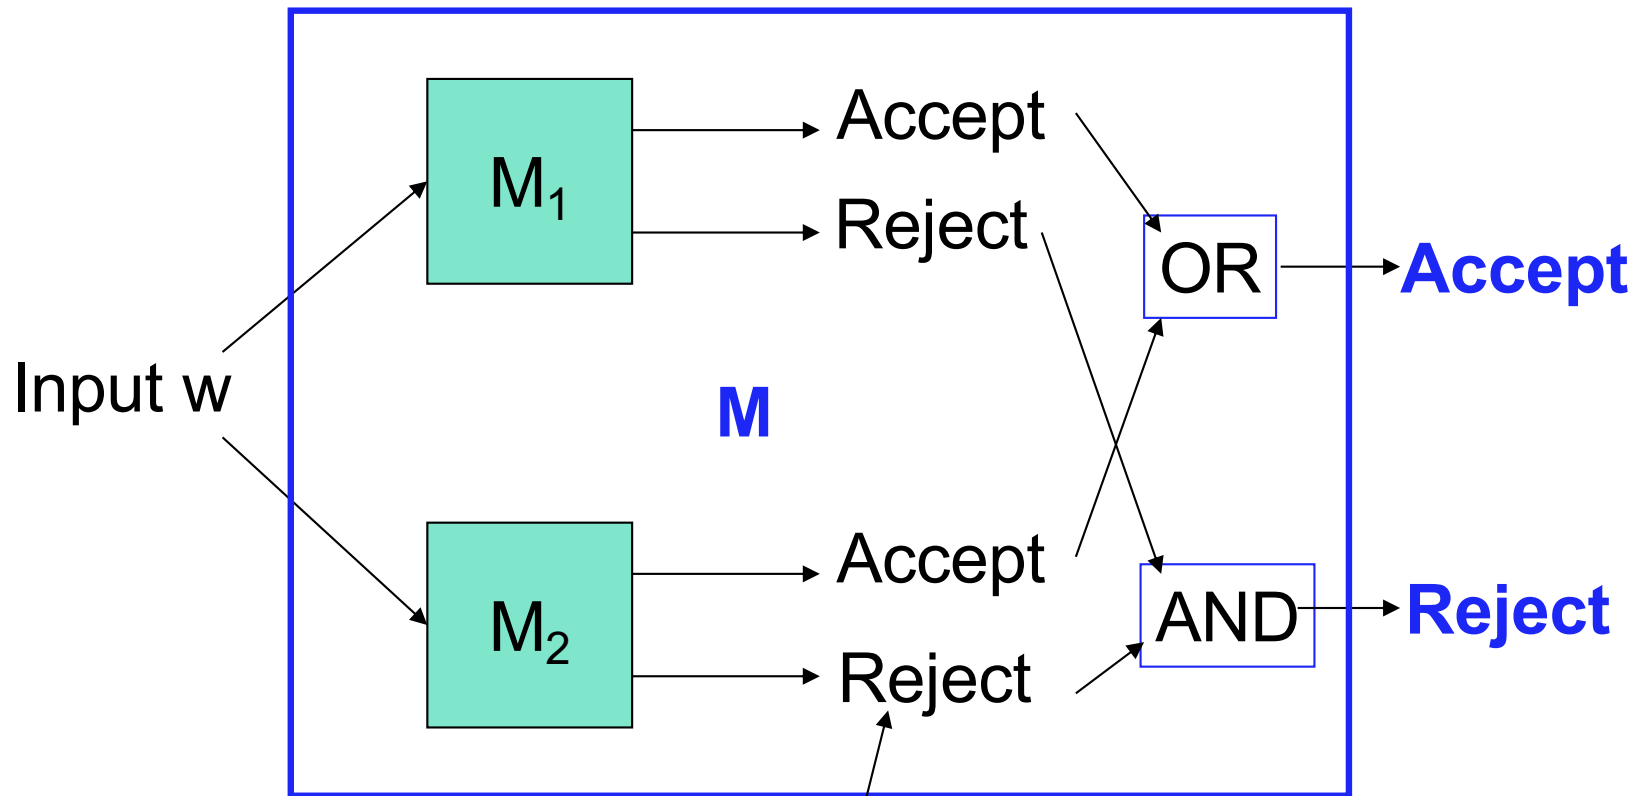 Accept
M₁
Reject
OR
Accept
Input w
M
Accept
M₂
AND
Reject
Reject